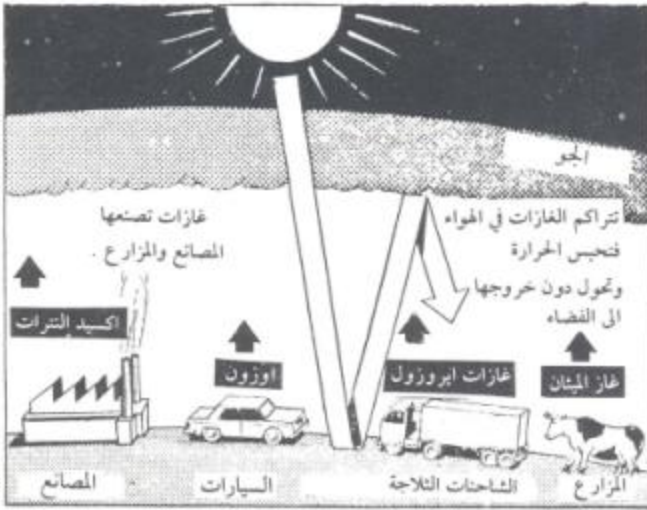 الجو
تتراكم الغازات في الهواء
فتحبس الحرارة
وتحول دون خروجها
الى الفضاء
غازات تصنعها
المصانع والمزارع .
اكسيد النترات
اوزون
غازات ايروزول
غاز الميثان
المزارع
الشاحنات الثلاجة
السيارات
المصانع